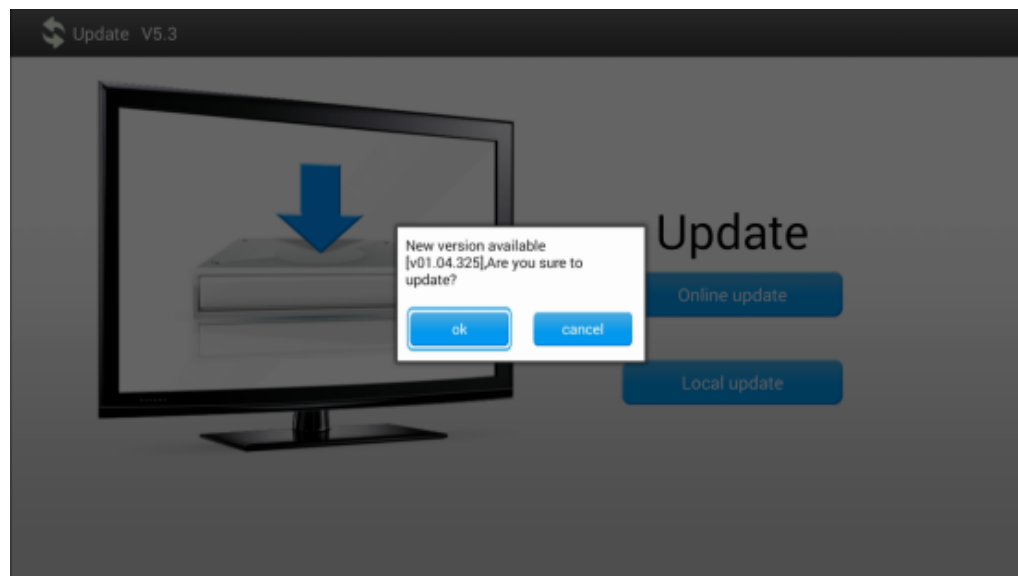 Update V5.3
New version available
[v01.04.325],Are you sure to
update?
ok
cancel
Update
Online update
Local update